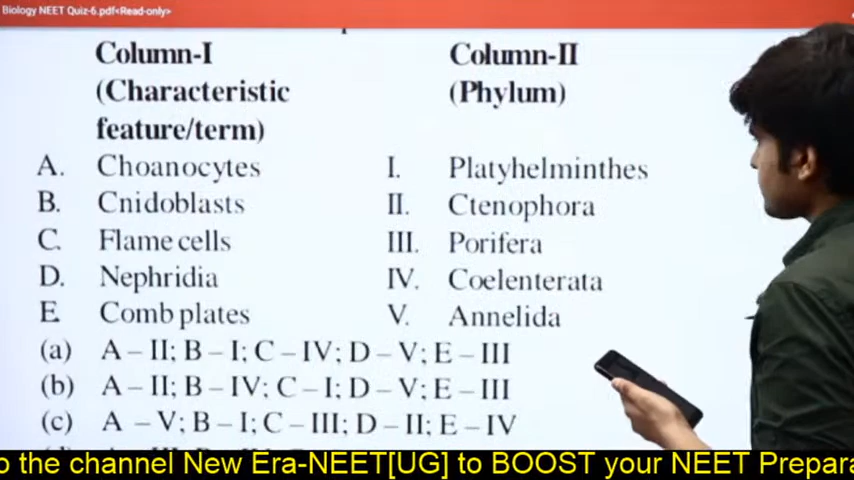 Biology NEET Quiz-6.pdf<Read-only>
Column-I Column-II
(Characteristic (Phylum)
feature/term)
A. Choanocytes I. Platyhelminthes
B. Cnidoblasts II. Ctenophora
C. Flame cells III. Porifera
D. Nephridia IV. Coelenterata
E. Comb plates V. Annelida
(a) A – II; B – I; C – IV; D – V; E – III
(b) A – II; B – IV; C – I; D – V; E – III
(c) A – V; B – I; C – III; D – II; E – IV
o the channel New Era-NEET[UG] to BOOST your NEET Prepara